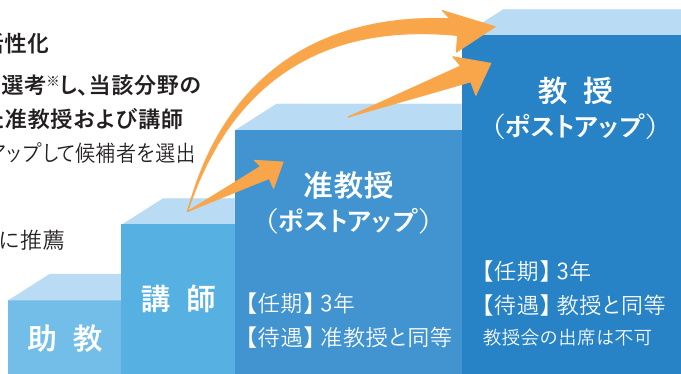 活性化
選考※し、当該分野の
准教授および講師
アップして候補者を選出
に推薦
助教
講師
准教授
（ポストアップ）
【任期】3年
【待遇】准教授と同等
教授
（ポストアップ）
【任期】3年
【待遇】教授と同等
教授会の出席は不可